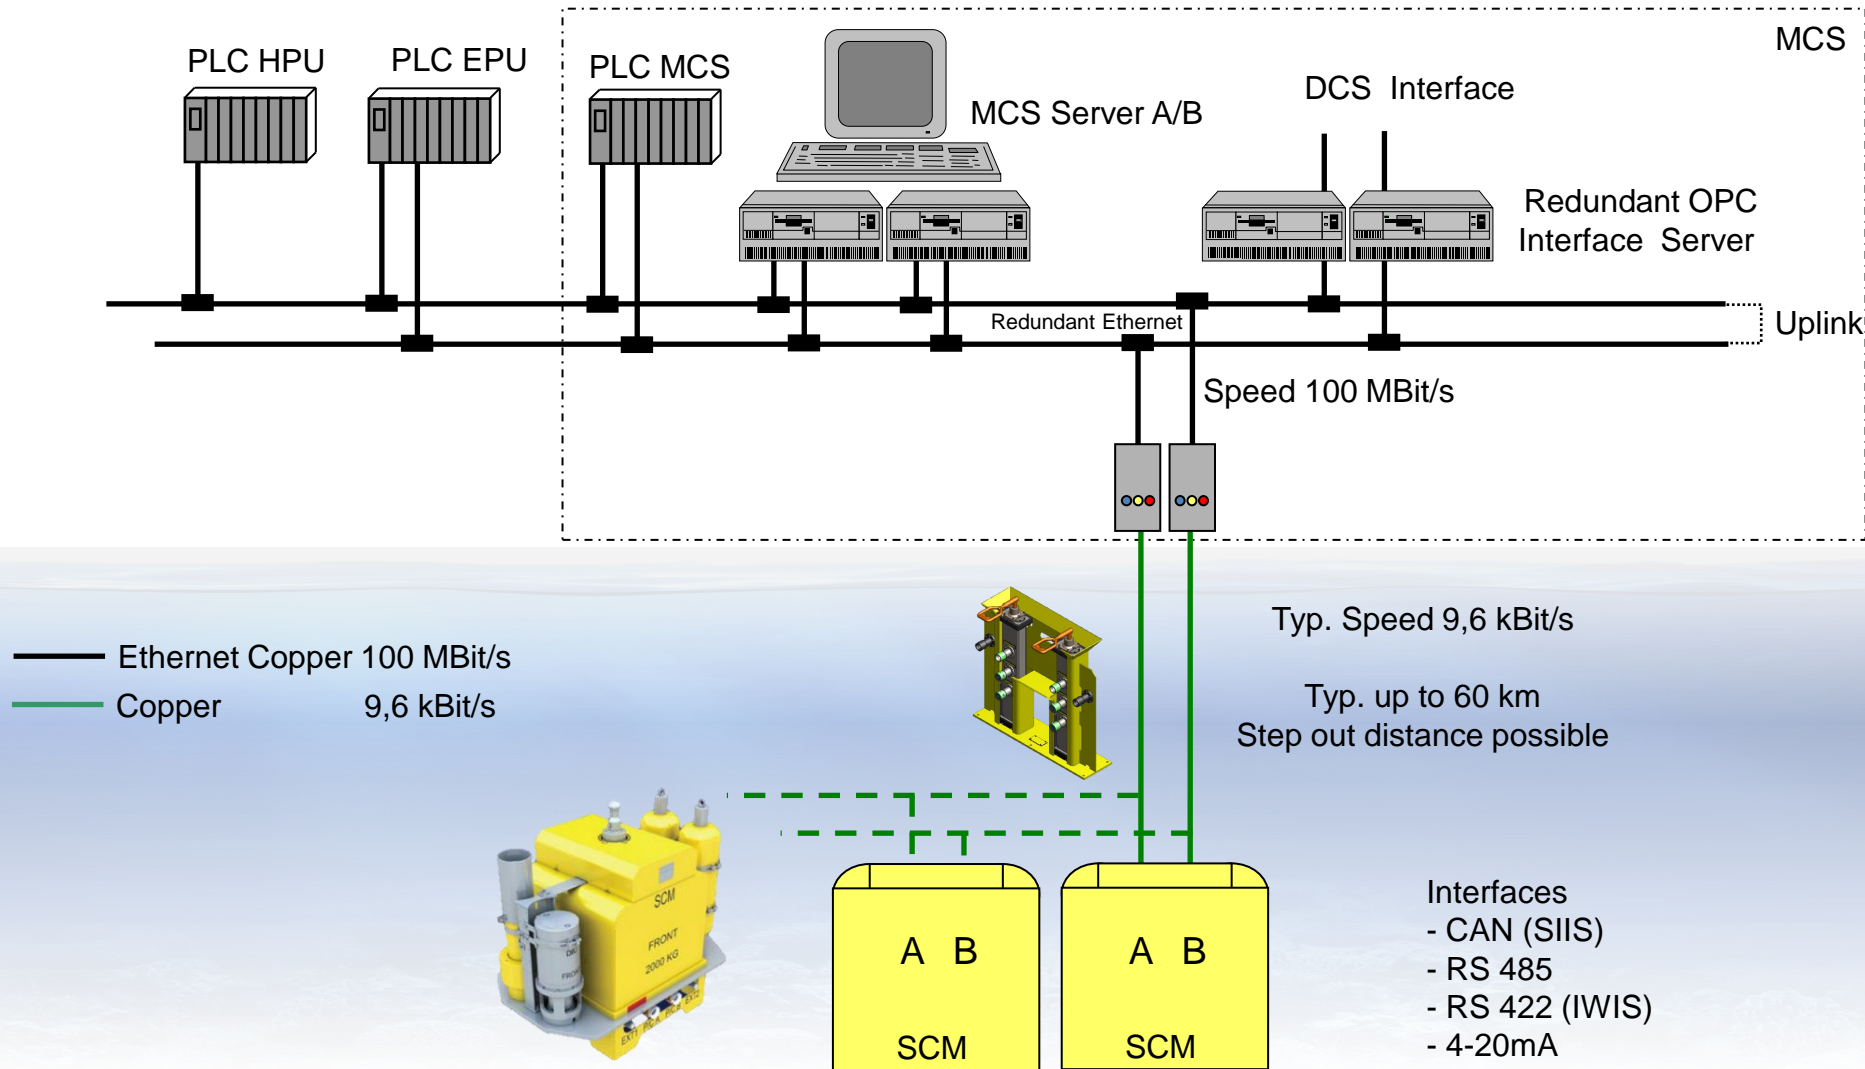 MCS
PLC HPU
PLC EPU
PLC MCS
MCS Server A/B
DCS Interface
Redundant OPC
Interface Server
Redundant Ethernet
Uplink
Speed 100 MBit/s
Typ. Speed 9,6 kBit/s
Ethernet Copper 100 MBit/s
Copper 9,6 kBit/s
Typ. up to 60 km
Step out distance possible
SCM
FRONT
2000 KG
A B
SCM
A B
SCM
Interfaces
- CAN (SIIS)
- RS 485
- RS 422 (IWIS)
- 4-20mA